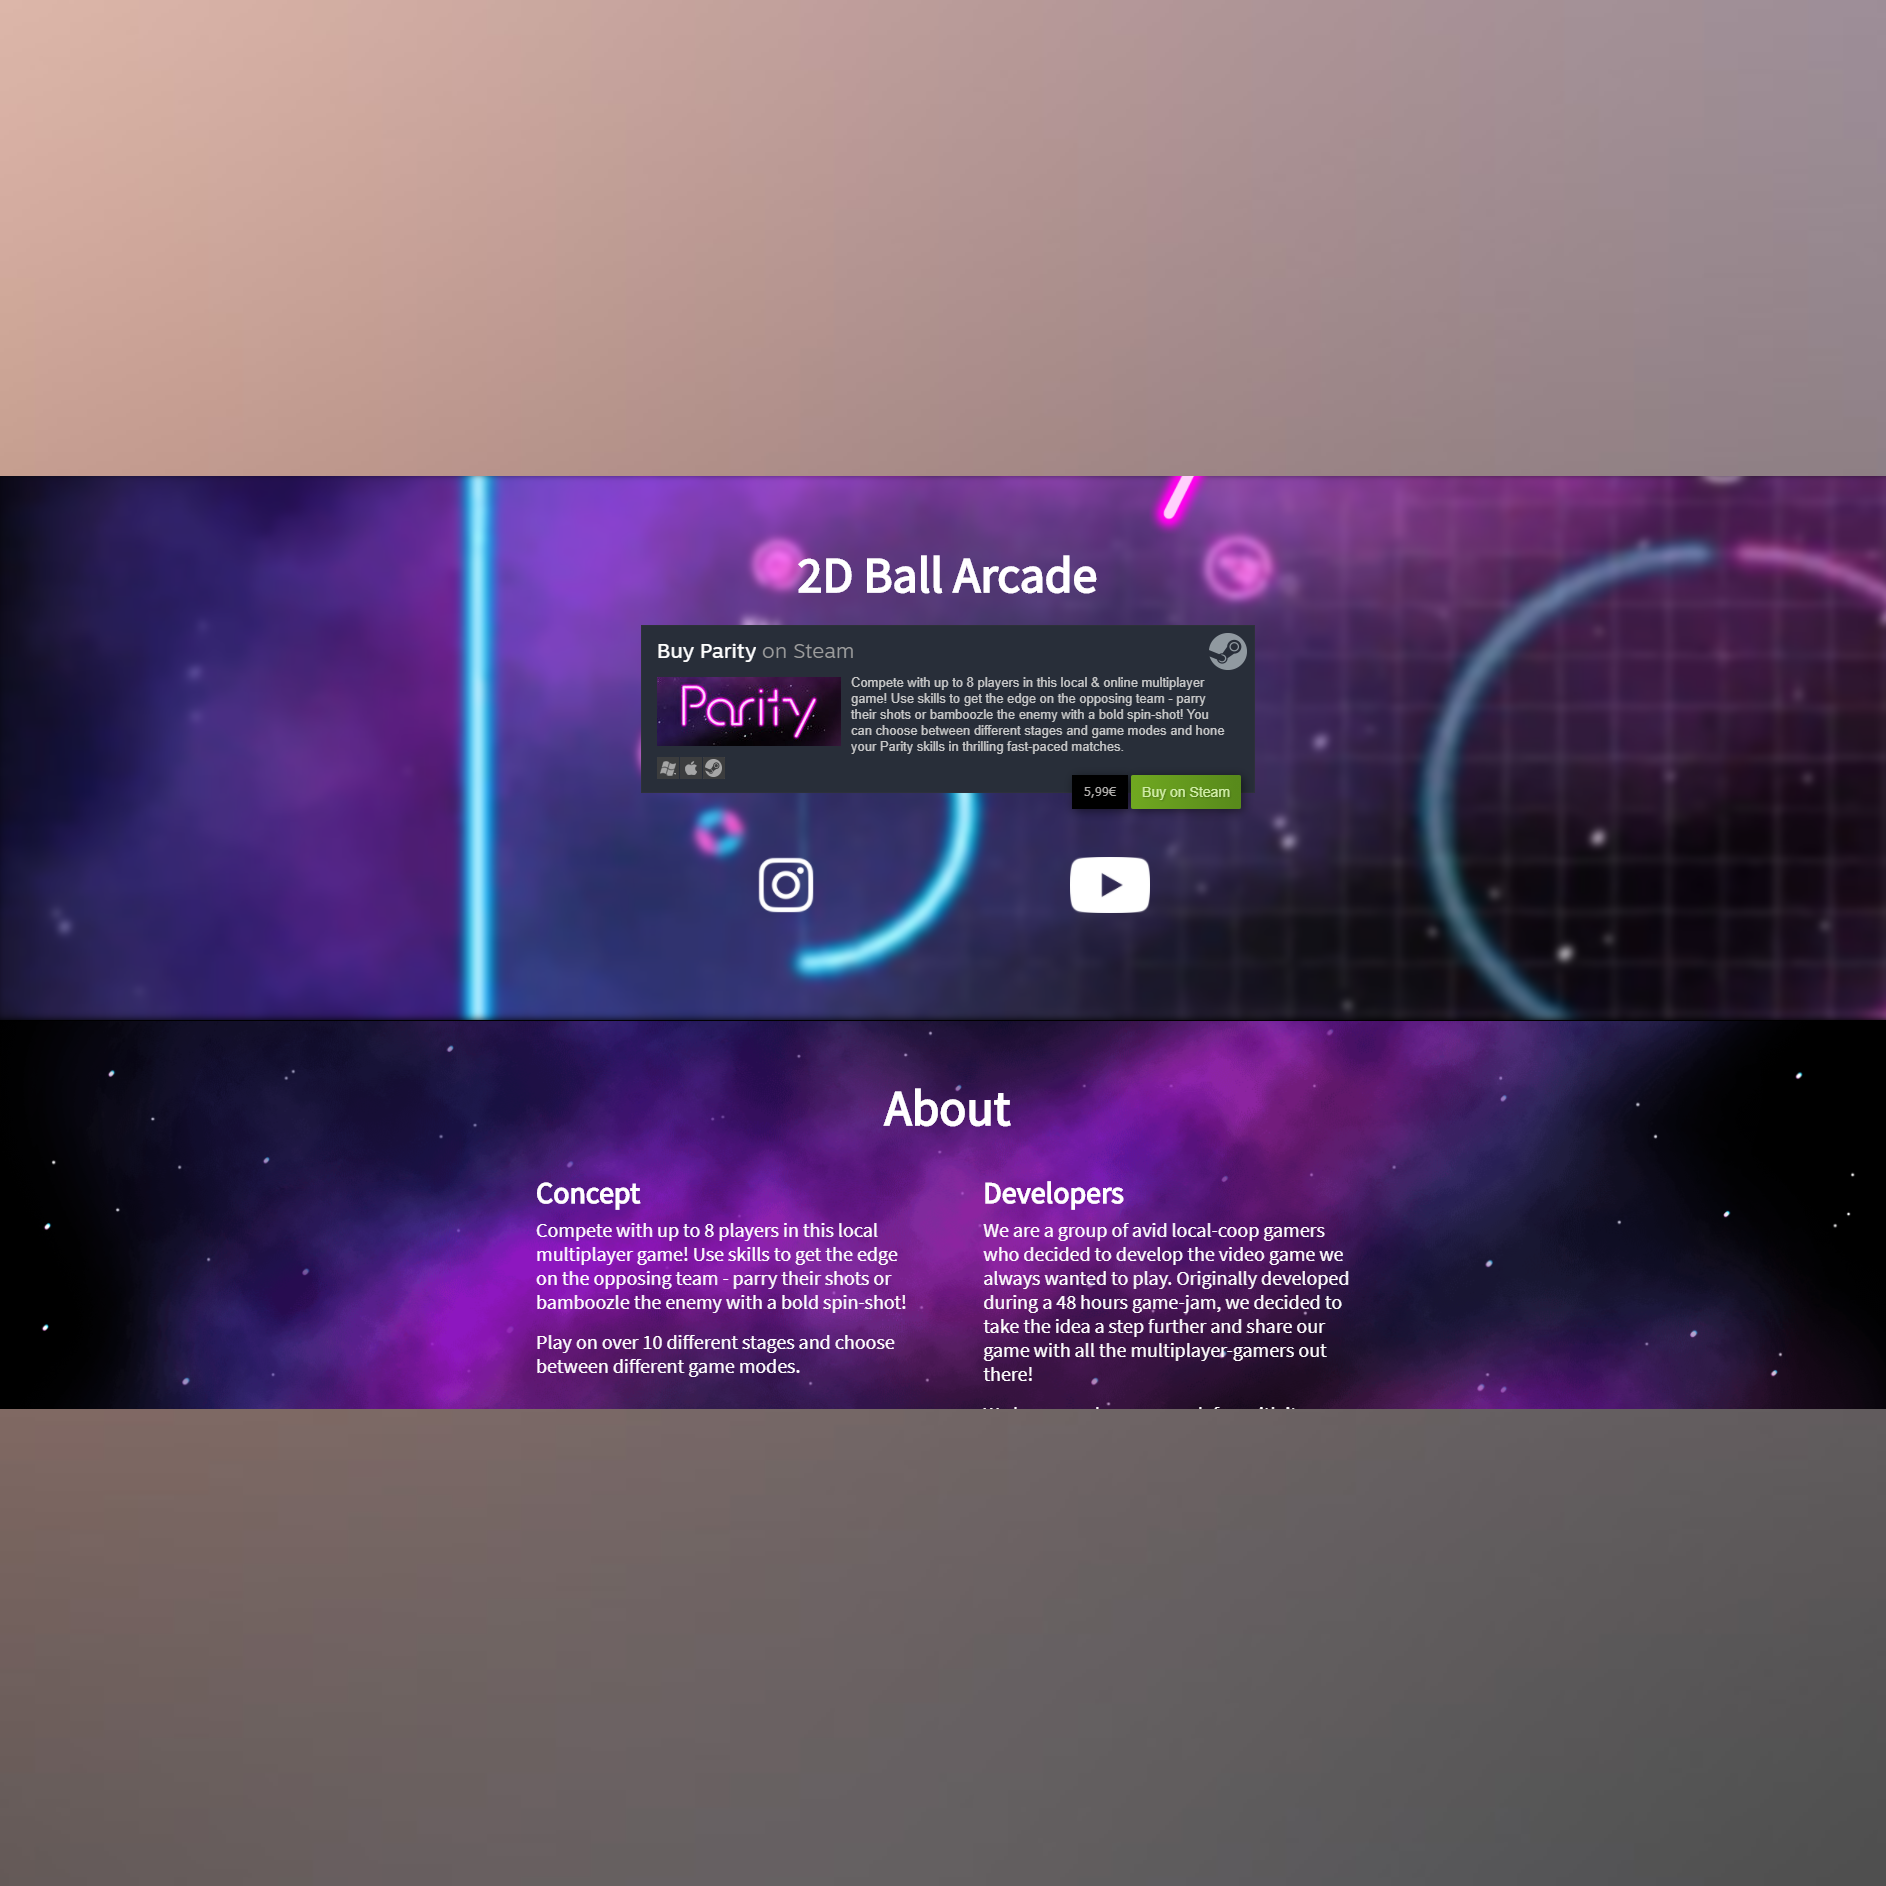 2D Ball Arcade
Buy Parity on Steam
Parity
Compete with up to 8 players in this local & online multiplayer
game! Use skills to get the edge on the opposing team - parry
their shots or bamboozle the enemy with a bold spin-shot! You
can choose between different stages and game modes and hone
your Parity skills in thrilling fast-paced matches.
5,99€ Buy on Steam
About
Concept
Compete with up to 8 players in this local
multiplayer game! Use skills to get the edge
on the opposing team - parry their shots or
bamboozle the enemy with a bold spin-shot!
Play on over 10 different stages and choose
between different game modes.
Developers
We are a group of avid local-coop gamers
who decided to develop the video game we
always wanted to play. Originally developed
during a 48 hours game-jam, we decided to
take the idea a step further and share our
game with all the multiplayer-gamers out
there!